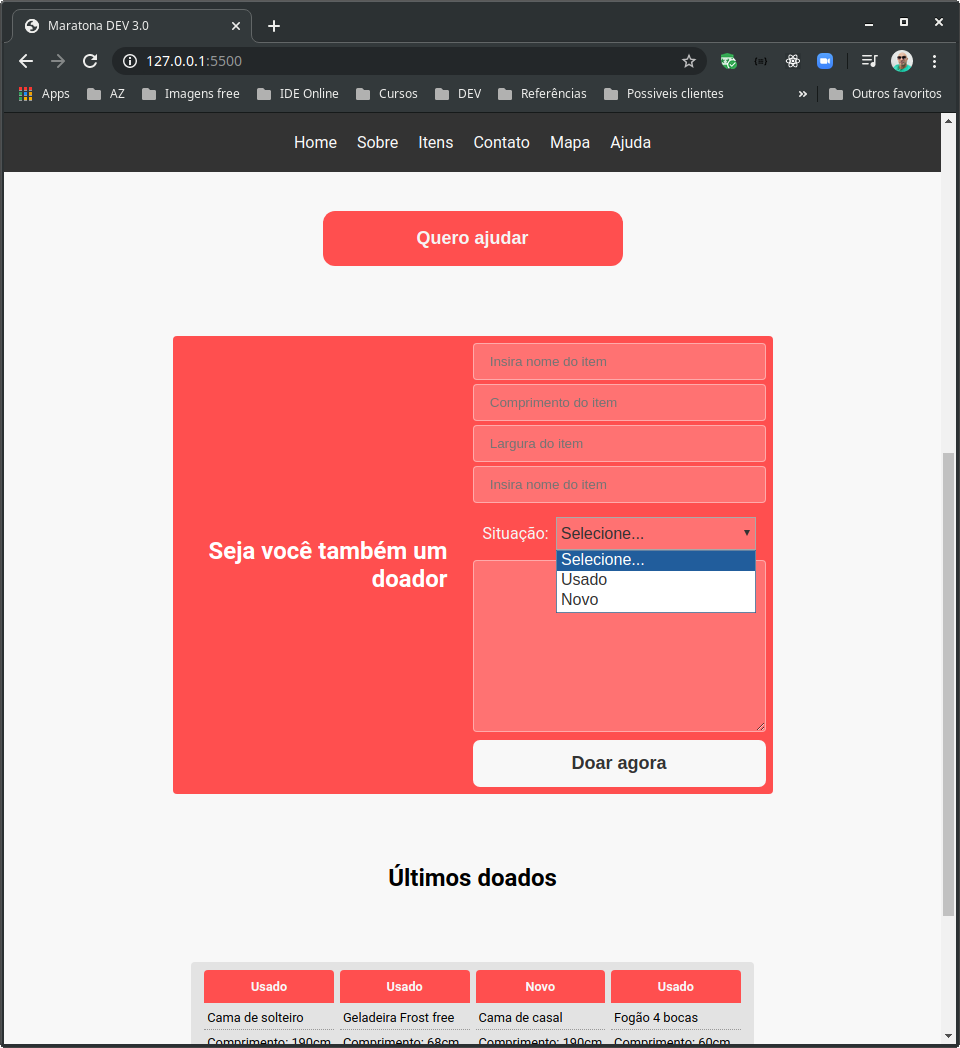 Maratona DEV 3.0
127.0.0.1:5500
Apps AZ Imagens free IDE Online Cursos DEV Referências Possiveis clientes » Outros favoritos
Home Sobre Itens Contato Mapa Ajuda
Quero ajudar
Insira nome do item
Comprimento do item
Largura do item
Insira nome do item
Situação: Selecione...
Selecione...
Usado
Novo
Seja você também um
doador
Doar agora
Últimos doados
Usado Usado Novo Usado
Cama de solteiro Geladeira Frost free Cama de casal Fogão 4 bocas
Comprimento: 190cm Comprimento: 68cm Comprimento: 190cm Comprimento: 60cm